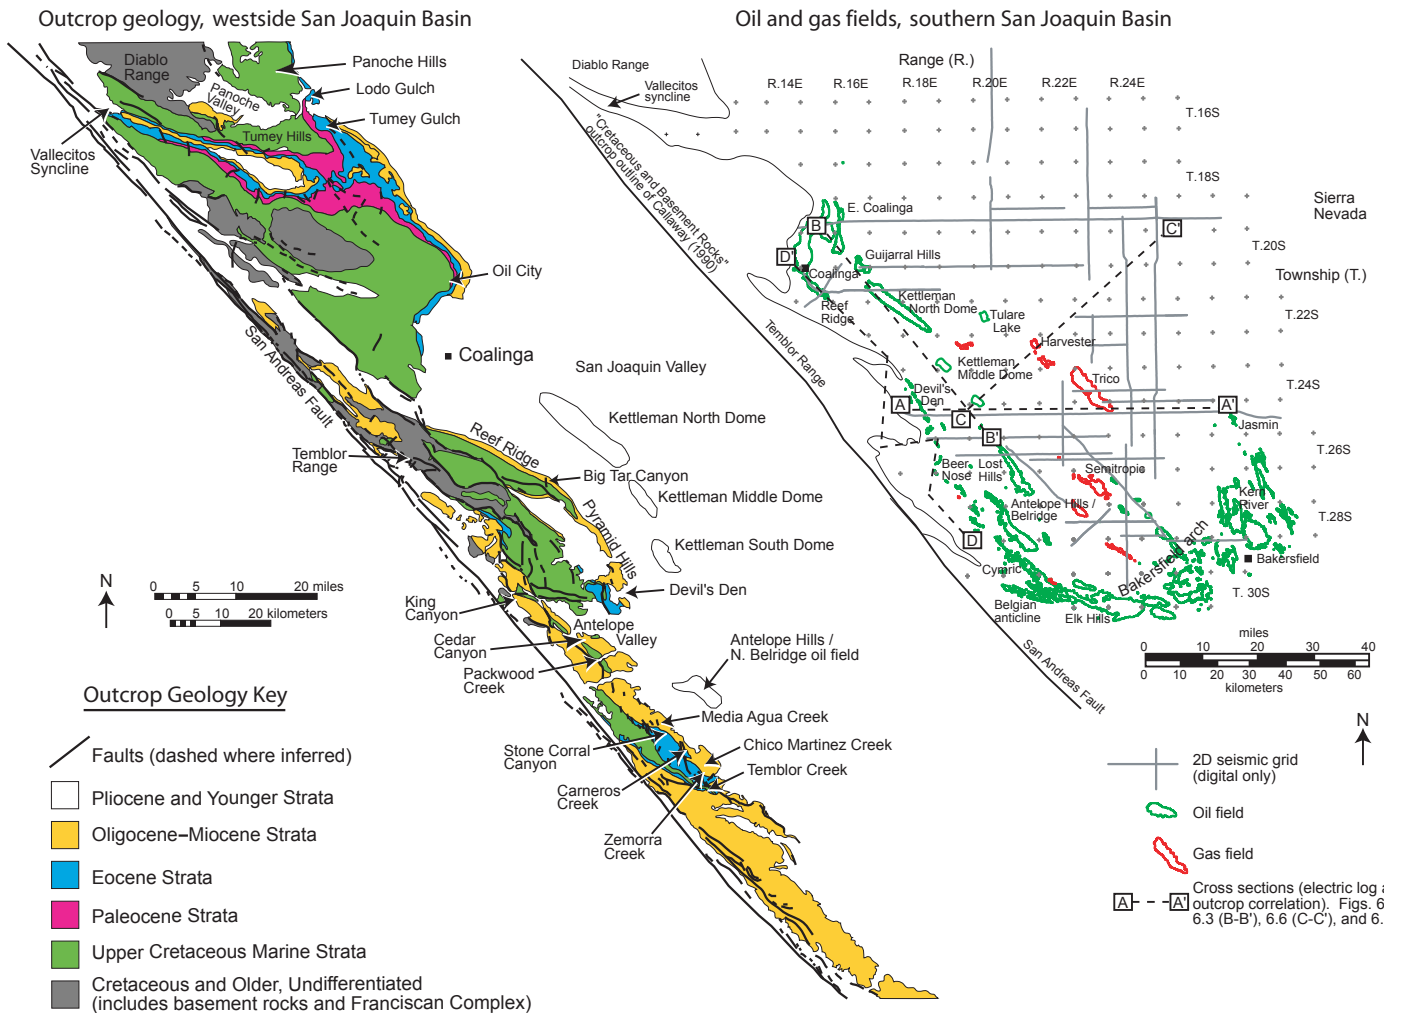 Outcrop geology, westside San Joaquin Basin
Diablo
Range
Panoche Hills
Lodo Gulch
Panoche
Valley
Tumey Gulch
Tumey Hills
Vallecitos
Syncline
Oil City
San Andreas Fault
Coalinga
San Joaquin Valley
Kettleman North Dome
Reef Ridge
Temblor
Range
Big Tar Canyon
Kettleman Middle Dome
Pyramid Hills
Kettleman South Dome
N
0 5 10 20 miles
0 5 10 20 kilometers
Devil's Den
King
Canyon
Antelope
Valley
Cedar
Canyon
Packwood
Creek
Antelope Hills /
N. Belridge oil field
Media Agua Creek
Stone Corral
Canyon
Chico Martinez Creek
Temblor Creek
Carneros
Creek
Zemorra
Creek
Outcrop Geology Key
Faults (dashed where inferred)
Pliocene and Younger Strata
Oligocene–Miocene Strata
Eocene Strata
Paleocene Strata
Upper Cretaceous Marine Strata
Cretaceous and Older, Undifferentiated
(includes basement rocks and Franciscan Complex)
Oil and gas fields, southern San Joaquin Basin
Range (R.)
Diablo Range
Vallecitos
syncline
R.14E R.16E R.18E R.20E R.22E R.24E
T.16S
"Cretaceous and Basement Rocks"
outcrop outline of Callaway (1990)
T.18S
Sierra
Nevada
E. Coalinga
B
C'
T.20S
D'
Guijarral Hills
Coalinga
Township (T.)
Reef
Ridge
Kettleman
North Dome
Tulare
Lake
T.22S
Temblor Range
Harvester
Kettleman
Middle Dome
Trico
T.24S
Devil's
Den
A
A'
C
Jasmin
B'
T.26S
Beer
Nose
Lost
Hills
Semitropic
Antelope Hills /
Belridge
Kern
River
T.28S
D
Bakersfield arch
Bakersfield
Cymric
T. 30S
Belgian
anticline
Elk Hills
San Andreas Fault
miles
0 10 20 30 40 60
0 10 20 30 40 60
kilometers
N
2D seismic grid
(digital only)
Oil field
Gas field
A A'
Cross sections (electric log a
outcrop correlation). Figs. 6
6.3 (B-B'), 6.6 (C-C'), and 6.